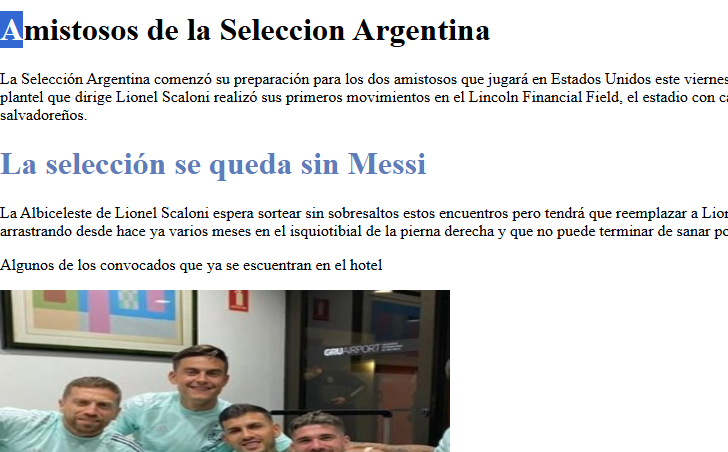 Amistosos de la Seleccion Argentina
La Selección Argentina comenzó su preparación para los dos amistosos que jugará en Estados Unidos este viernes
plantel que dirige Lionel Scaloni realizó sus primeros movimientos en el Lincoln Financial Field, el estadio con
salvadoreños.
La selección se queda sin Messi
La Albiceleste de Lionel Scaloni espera sortear sin sobresaltos estos encuentros pero tendrá que reemplazar a
arrastrando desde hace ya varios meses en el isquiotibial de la pierna derecha y que no puede terminar de sanar
Algunos de los convocados que ya se escuentran en el hotel
GRU AIRPORT